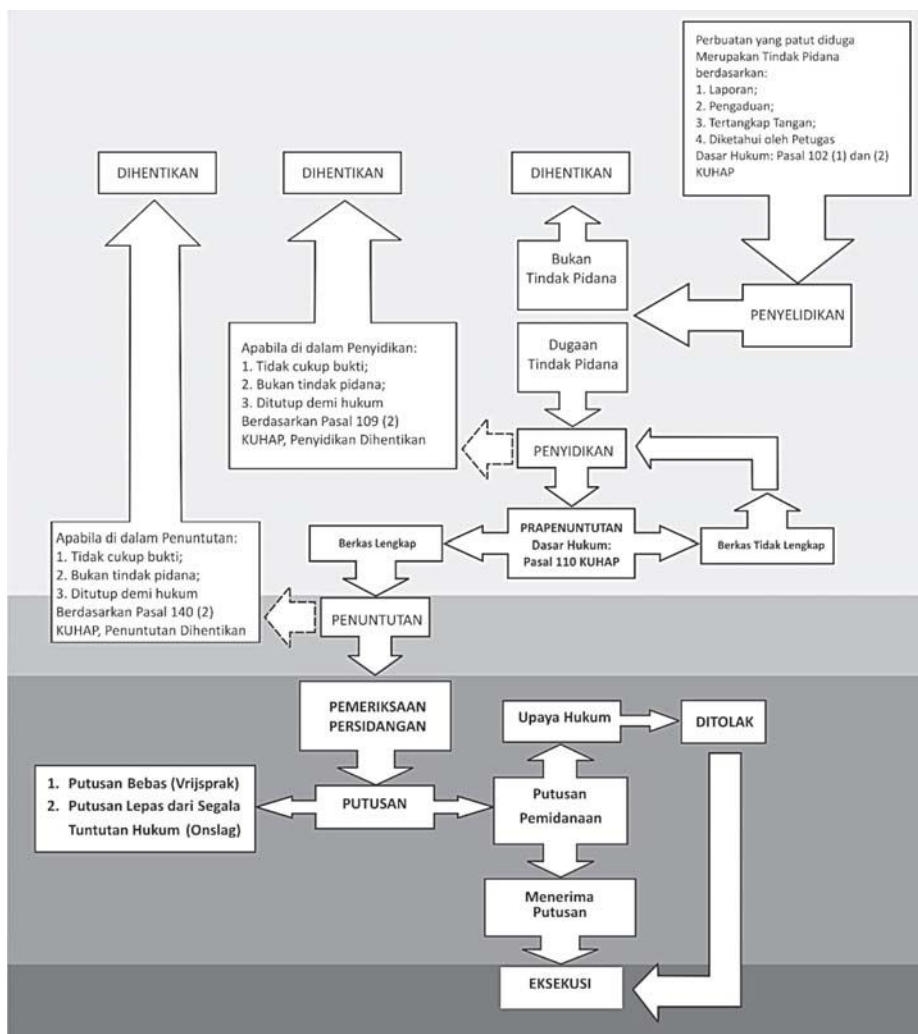 Perbuatan yang patut diduga
Merupakan Tindak Pidana
berdasarkan:
1. Laporan;
2. Pengaduan;
3. Tertangkap Tangan;
4. Diketahui oleh Petugas
Dasar Hukum: Pasal 102 (1) dan (2)
KUHAP
DIHENTIKAN
DIHENTIKAN
DIHENTIKAN
Bukan
Tindak Pidana
PENYELIDIKAN
Dugaan
Tindak Pidana
Apabila di dalam Penyidikan:
1. Tidak cukup bukti;
2. Bukan tindak pidana;
3. Ditutup demi hukum
Berdasarkan Pasal 109 (2)
KUHAP, Penyidikan Dihentikan
PENYIDIKAN
PRAPENUNTUTAN
Dasar Hukum:
Pasal 110 KUHAP
Berkas Lengkap
Berkas Tidak Lengkap
Apabila di dalam Penuntutan:
1. Tidak cukup bukti;
2. Bukan tindak pidana;
3. Ditutup demi hukum
Berdasarkan Pasal 140 (2)
KUHAP, Penuntutan Dihentikan
PENUNTUTAN
PEMERIKSAAN
PERSIDANGAN
Upaya Hukum
DITOLAK
1. Putusan Bebas (Vrijsprak)
2. Putusan Lepas dari Segala
Tuntutan Hukum (Onslag)
PUTUSAN
Putusan
Pemidanaan
Menerima
Putusan
EKSEKUSI